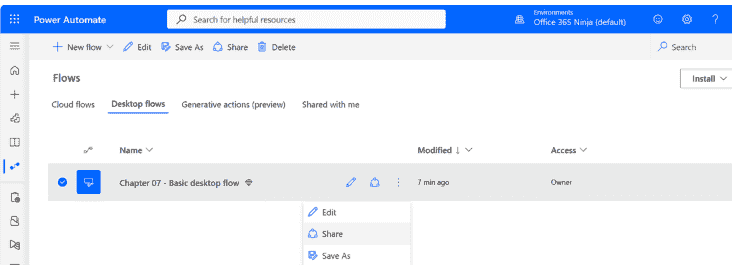 Power Automate
Search for helpful resources
Environments
Office 365 Ninja (default)
?
New flow
Edit
Save As
Share
Delete
Search
Flows
Install
Cloud flows
Desktop flows
Generative actions (preview)
Shared with me
Name
Modified ↓
Access
Chapter 07 - Basic desktop flow
7 min ago
Owner
Edit
Share
Save As